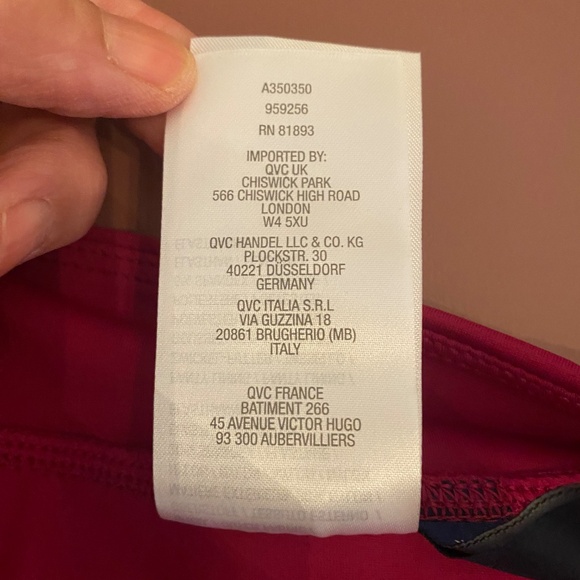 A350350
959256
RN 81893
IMPORTED BY:
QVC UK
CHISWICK PARK
566 CHISWICK HIGH ROAD
LONDON
W4 5XU
QVC HANDEL LLC & CO. KG
PLOCKSTR. 30
40221 DÜSSELDORF
GERMANY
QVC ITALIA S.R.L
VIA GUZZINA 18
20861 BRUGHERIO (MB)
ITALY
QVC FRANCE
BATIMENT 266
45 AVENUE VICTOR HUGO
93 300 AUBERVILLIERS